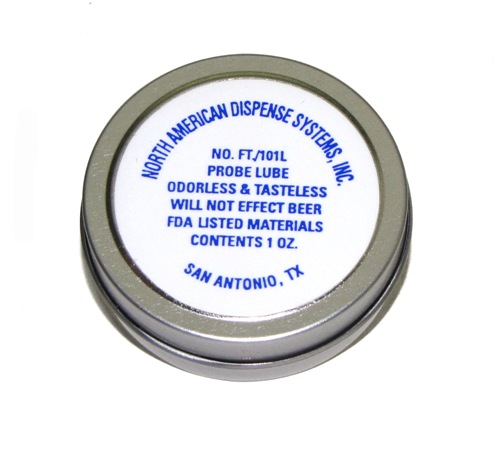 NORTH AMERICAN DISPENSE SYSTEMS, INC.
NO. FT./101L
PROBE LUBE
ODORLESS & TASTELESS
WILL NOT EFFECT BEER
FDA LISTED MATERIALS
CONTENTS 1 OZ.
SAN ANTONIO, TX